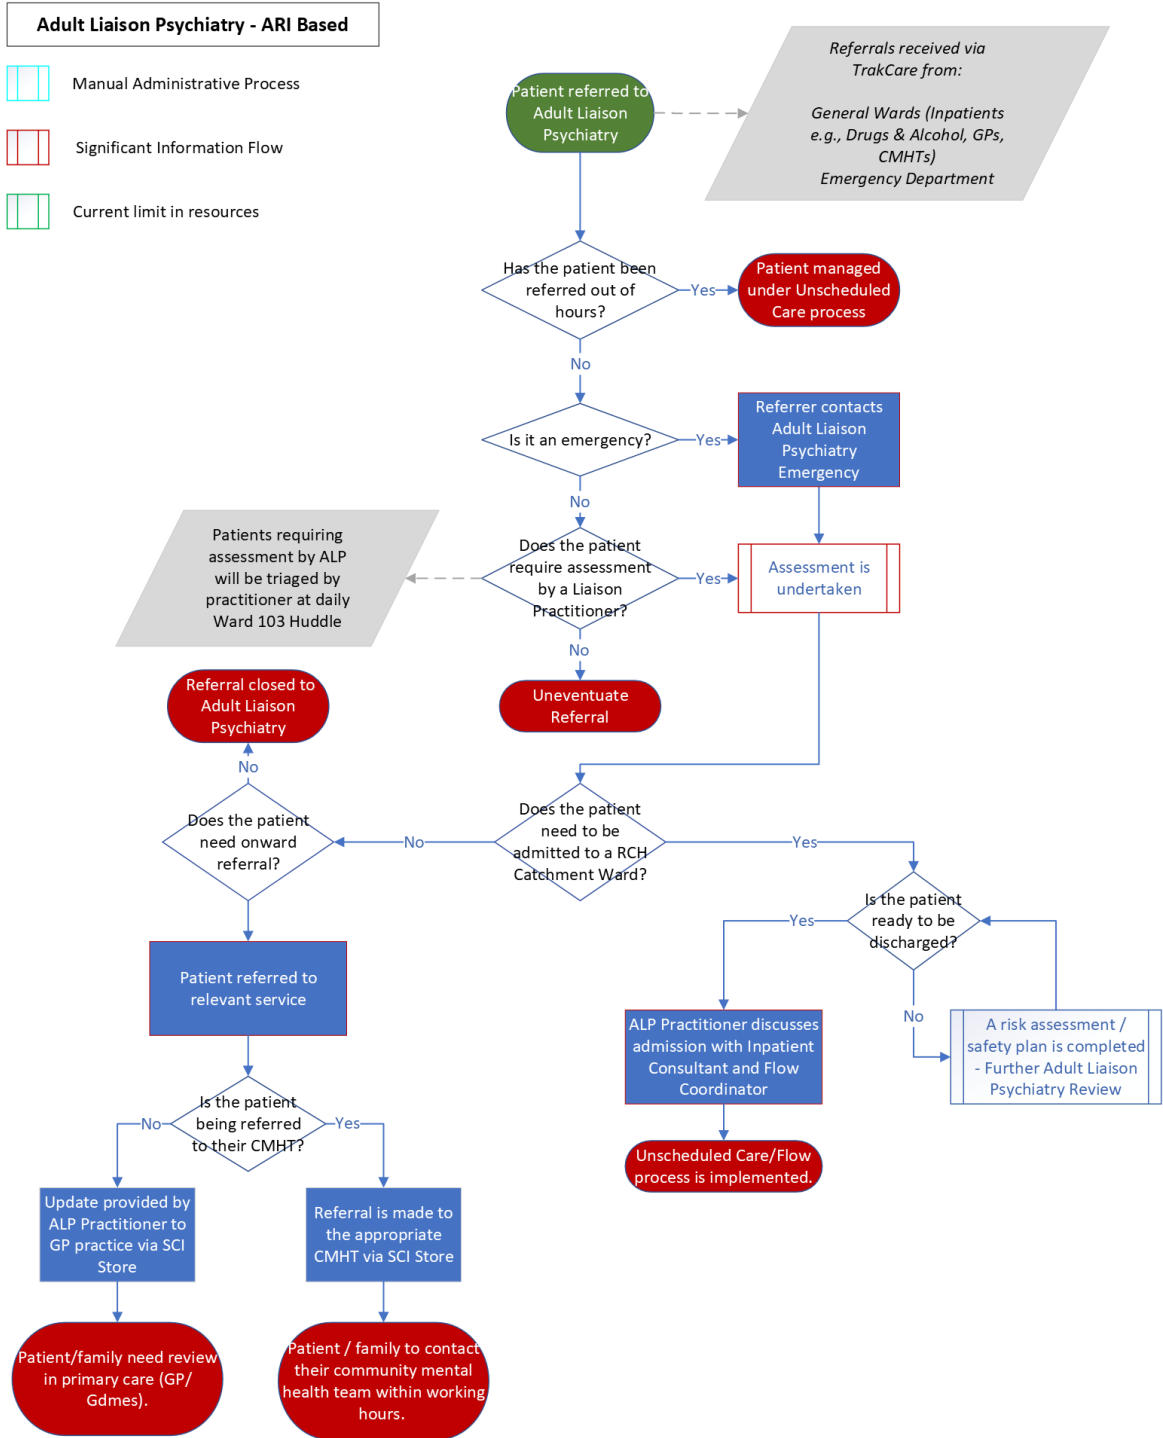 Adult Liaison Psychiatry - ARI Based
Manual Administrative Process
Significant Information Flow
Current limit in resources
Patient referred to
Adult Liaison
Psychiatry
Referrals received via
TrakCare from:
General Wards (Inpatients
e.g., Drugs & Alcohol, GPs,
CMHTs)
Emergency Department
Has the patient been
referred out of
hours?
Yes
Patient managed
under Unscheduled
Care process
No
Is it an emergency?
Yes
Referrer contacts
Adult Liaison
Psychiatry
Emergency
No
Patients requiring
assessment by ALP
will be triaged by
practitioner at daily
Ward 103 Huddle
Does the patient
require assessment
by a Liaison
Practitioner?
Yes
Assessment is
undertaken
No
Uneventuate
Referral
Referral closed to
Adult Liaison
Psychiatry
No
Does the patient
need onward
referral?
No
Does the patient
need to be
admitted to a RCH
Catchment Ward?
Yes
Is the patient
ready to be
discharged?
Yes
No
Patient referred to
relevant service
ALP Practitioner discusses
admission with Inpatient
Consultant and Flow
Coordinator
A risk assessment /
safety plan is completed
- Further Adult Liaison
Psychiatry Review
Unscheduled Care/Flow
process is implemented.
Is the patient
being referred
to their CMHT?
No
Yes
Update provided by
ALP Practitioner to
GP practice via SCI
Store
Referral is made to
the appropriate
CMHT via SCI Store
Patient/family need review
in primary care (GP/
Gdmes).
Patient / family to contact
their community mental
health team within working
hours.